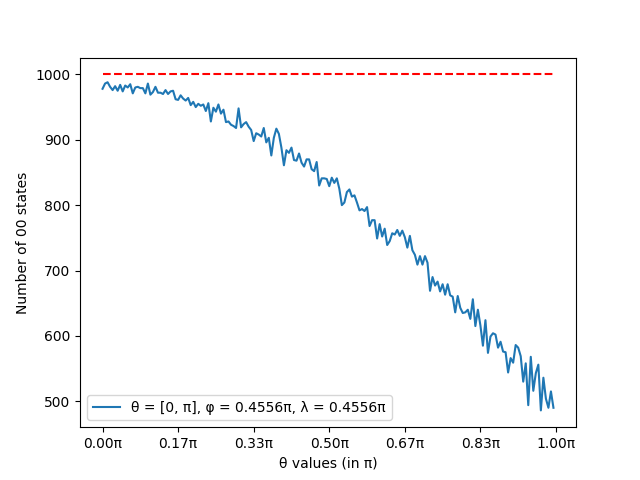 1000
900
800
700
600
500
Number of 00 states
θ = [0, π], φ = 0.4556π, λ = 0.4556π
0.00π 0.17π 0.33π 0.50π 0.67π 0.83π 1.00π
θ values (in π)